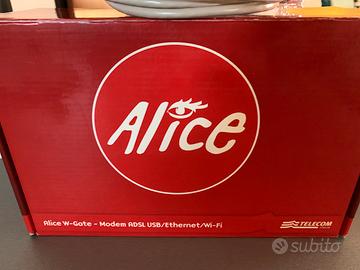 Alice
Alice W-Gate - Modem ADSL USB/Ethernet/Wi-Fi
TELECOM
subito